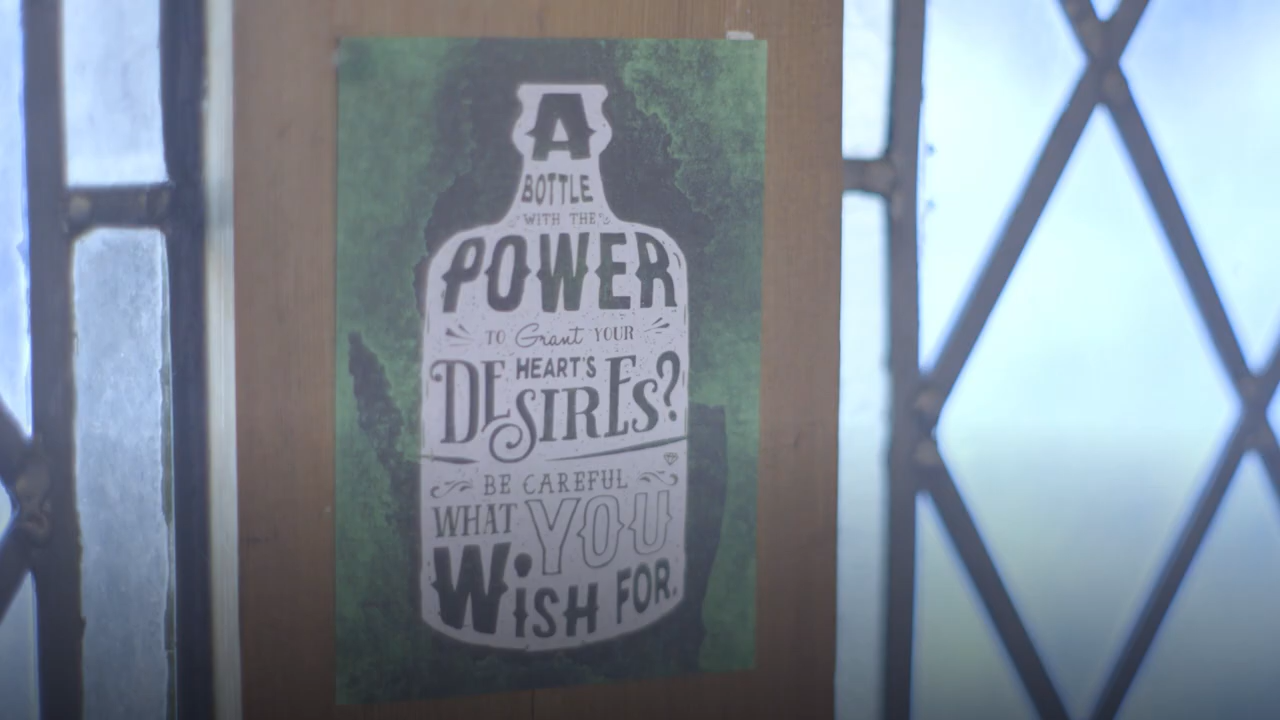 A
BOTTLE
WITH THE
POWER
TO Grant YOUR
HEART'S
DESIRES?
BE CAREFUL
WHAT YOU
WISH FOR.